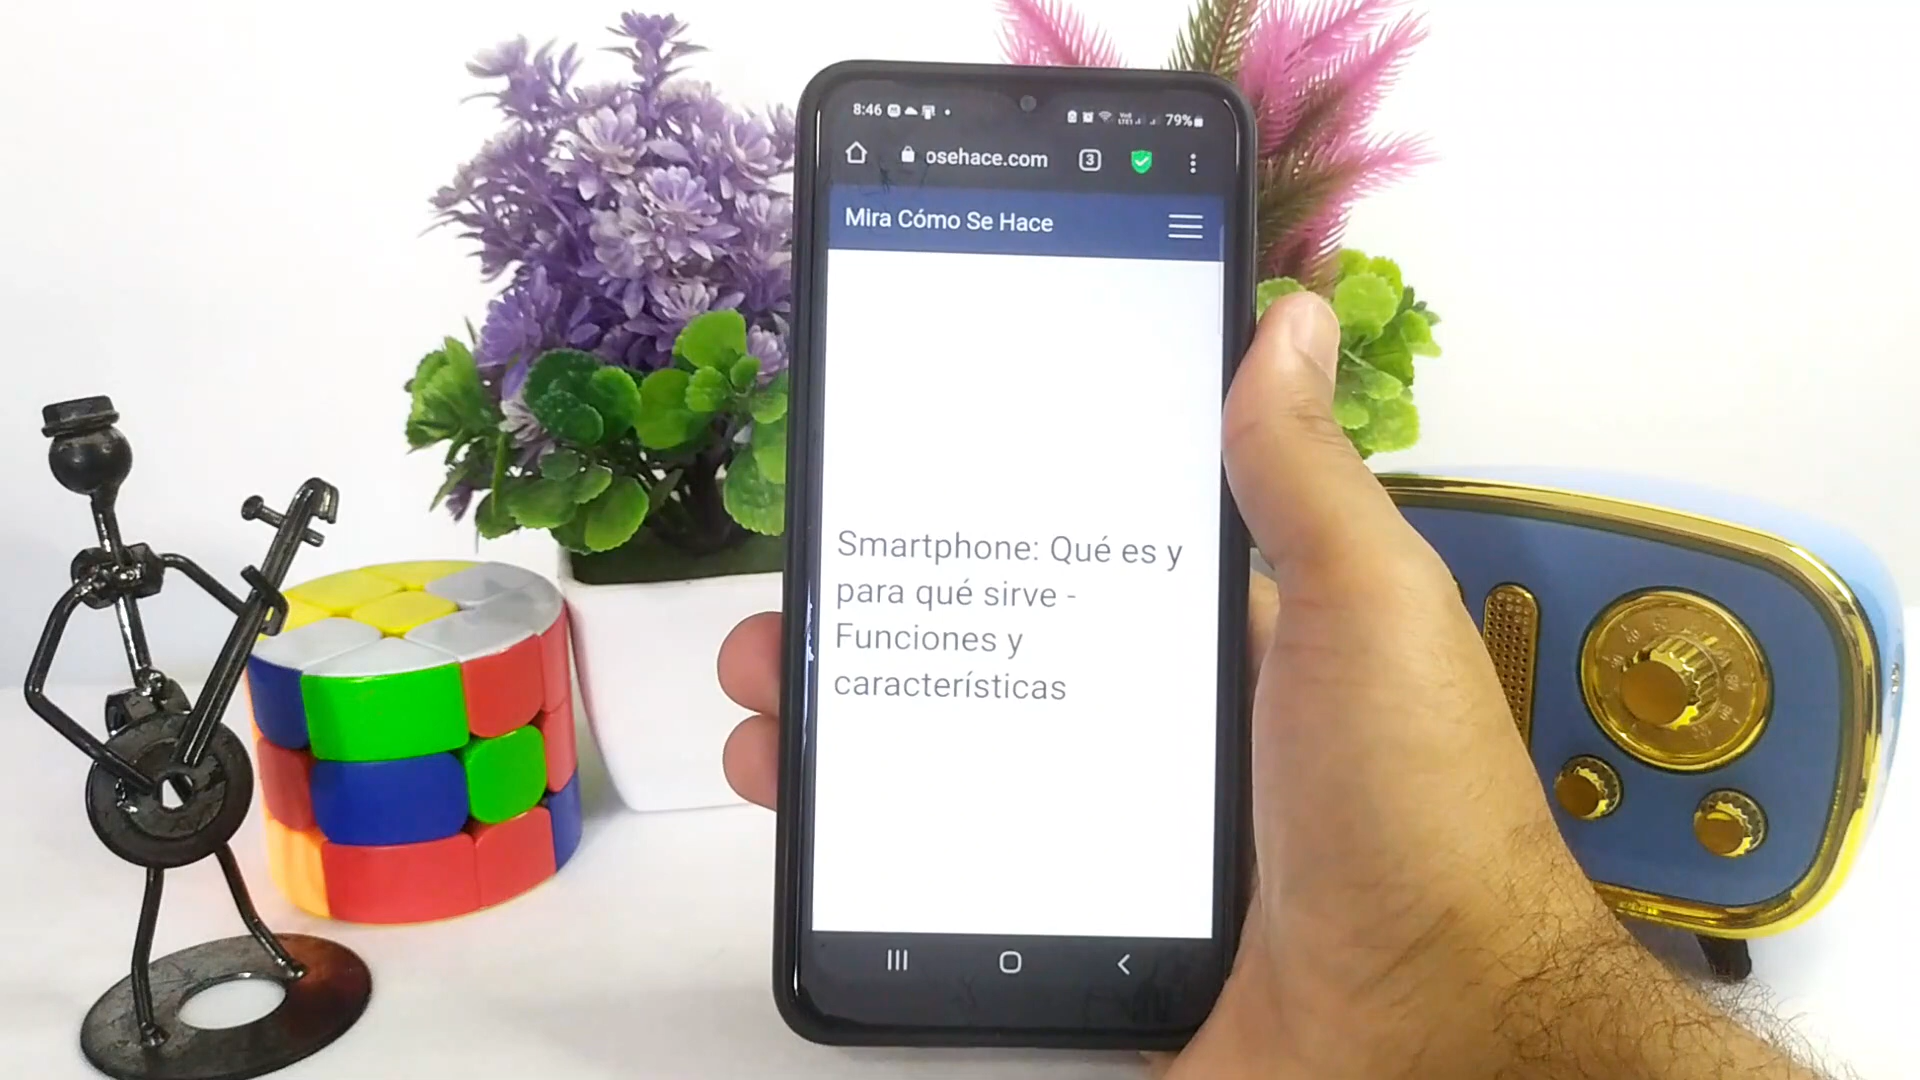 8:46
79%
osehace.com
3
Mira Cómo Se Hace
Smartphone: Qué es y
para qué sirve -
Funciones y
características